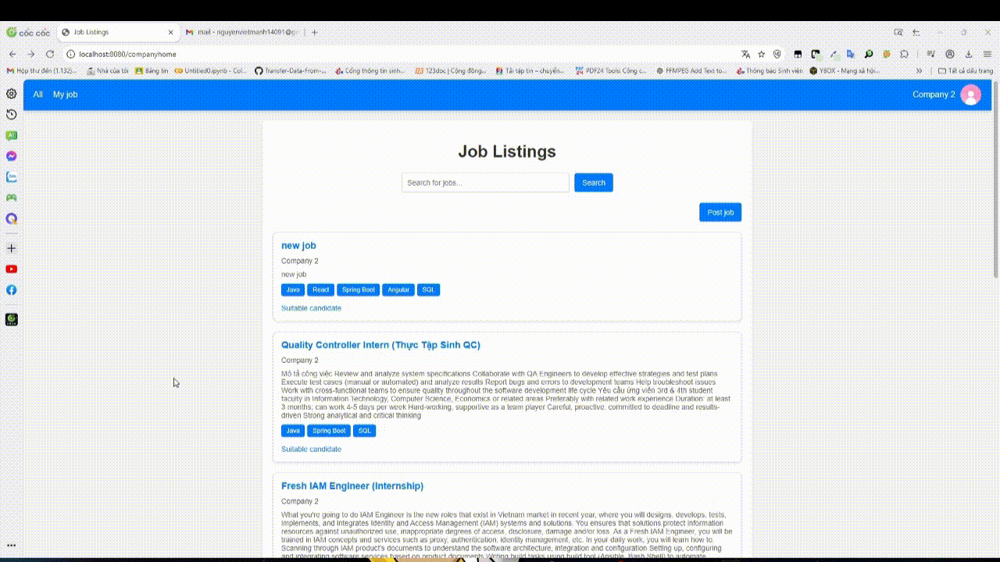 cốc cốc
Job Listings
mail - nguyenvietmanh14091@g
localhost:8080/companyhome
Hộp thư đến (1.132)...
Nhà của tôi
Bảng tin
Untitled0.ipynb - Col...
Transfer-Data-From-...
Cổng thông tin sinh...
123doc | Cộng đồng...
Tải tập tin – chuyển...
PDF24 Tools: Công c...
FFMPEG Add Text to...
Thông báo Sinh viên
YBOX - Mạng xã hội...
Tất cả dấu trang
All
My job
Company 2
Job Listings
Search for jobs...
Search
Post job
new job
Company 2
new job
Java
React
Spring Boot
Angular
SQL
Suitable candidate
Quality Controller Intern (Thực Tập Sinh QC)
Company 2
Mô tả công việc Review and analyze system specifications Collaborate with QA Engineers to develop effective strategies and test plans
Execute test cases (manual or automated) and analyze results Report bugs and errors to development teams Help troubleshoot issues
Work with cross-functional teams to ensure quality throughout the software development life cycle Yêu cầu ứng viên 3rd & 4th student
faculty in Information Technology, Computer Science, Economics or related areas Preferably with related work experience Duration: at least
3 months; can work 4-5 days per week Hard-working, supportive as a team player Careful, proactive, committed to deadline and results-
driven Strong analytical and critical thinking
Java
Spring Boot
SQL
Suitable candidate
Fresh IAM Engineer (Internship)
Company 2
What you're going to do IAM Engineer is the new roles that exist in Vietnam market in recent year, where you will designs, develops, tests,
implements, and integrates Identity and Access Management (IAM) systems and solutions. You ensures that solutions protect information
resources against unauthorized use, inappropriate degrees of access, disclosure, damage and/or loss. As a Fresh IAM Engineer, you will be
trained in IAM concepts and services such as proxy, authentication, identity management, etc. In your daily work, you will learn how to:
Scanning through IAM product's documents to understand the software architecture, integration and configuration Setting up, configuring
and integrating software services based on product documents Writing build tasks using build tool (Ansible, Bash Shell) to automate